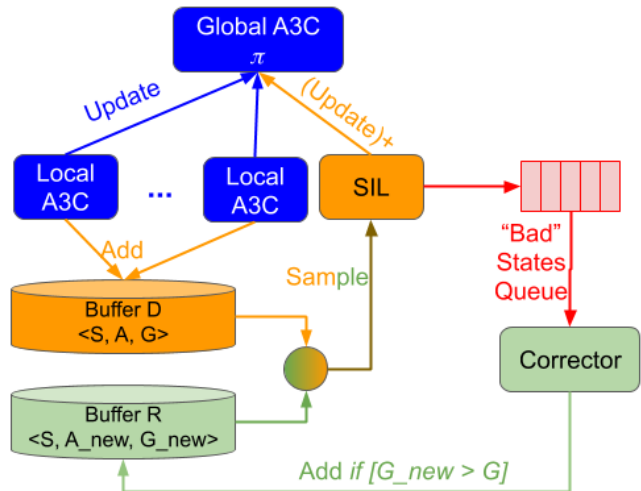 Global A3C
π
Update
(Update)+
Local
A3C
...
Local
A3C
SIL
Add
Sample
"Bad"
States
Queue
Buffer D
<S, A, G>
Corrector
Buffer R
<S, A_new, G_new>
Add if [G_new > G]